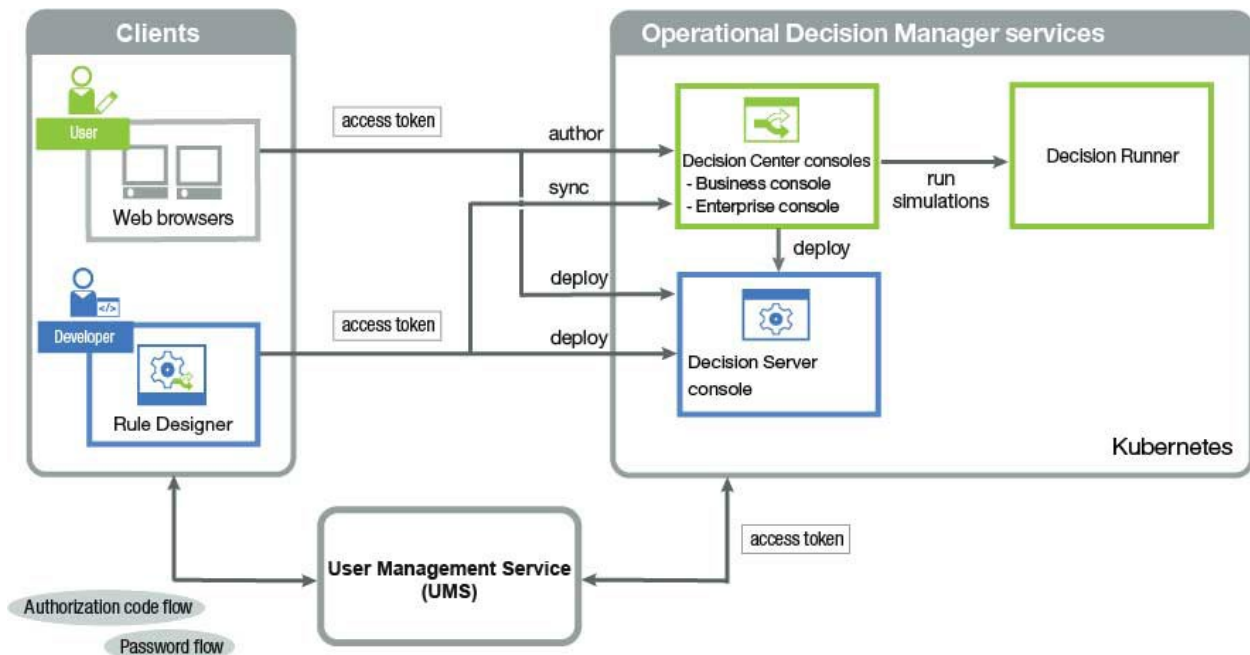 Clients
User
Web browsers
Developer
</>
Rule Designer
access token
access token
author
sync
deploy
deploy
Operational Decision Manager services
Decision Center consoles
- Business console
- Enterprise console
run
simulations
Decision Runner
deploy
Decision Server
console
Kubernetes
User Management Service
(UMS)
access token
Authorization code flow
Password flow